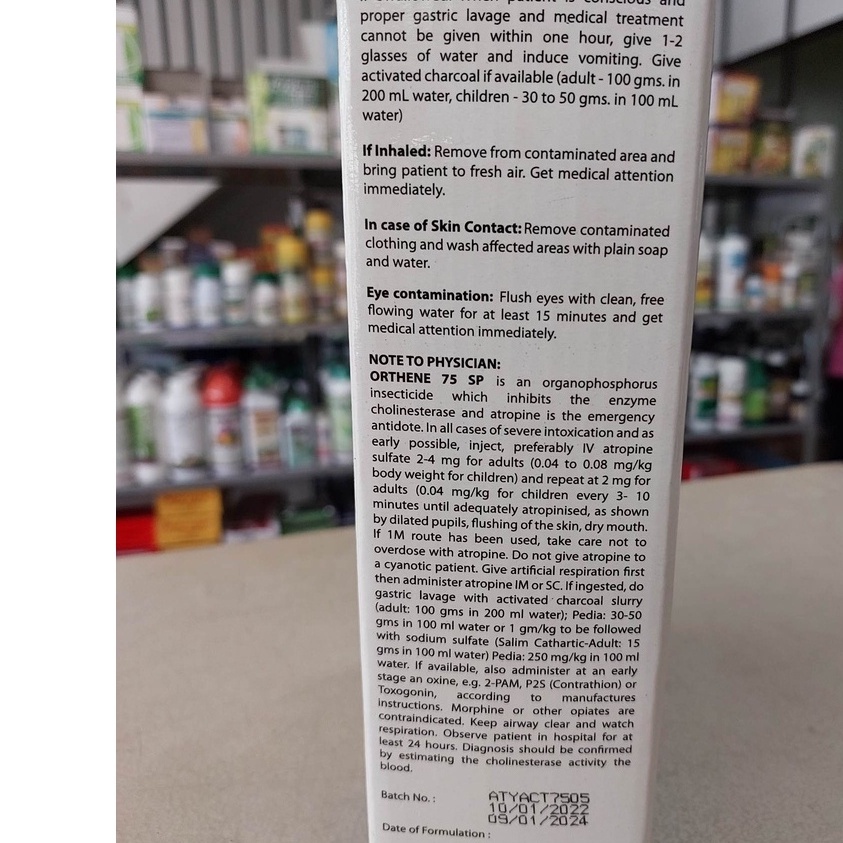 proper gastric lavage and medical treatment
cannot be given within one hour, give 1-2
glasses of water and induce vomiting. Give
activated charcoal if available (adult - 100 gms. in
200 mL water, children - 30 to 50 gms. in 100 mL
water)
If Inhaled: Remove from contaminated area and
bring patient to fresh air. Get medical attention
immediately.
In case of Skin Contact: Remove contaminated
clothing and wash affected areas with plain soap
and water.
Eye contamination: Flush eyes with clean, free
flowing water for at least 15 minutes and get
medical attention immediately.
NOTE TO PHYSICIAN:
ORTHENE 75 SP is an organophosphorus
insecticide which inhibits the enzyme
cholinesterase and atropine is the emergency
antidote. In all cases of severe intoxication and as
early possible, inject, preferably IV atropine
sulfate 2-4 mg for adults (0.04 to 0.08 mg/kg
body weight for children) and repeat at 2 mg for
adults (0.04 mg/kg for children every 3- 10
minutes until adequately atropinised, as shown
by dilated pupils, flushing of the skin, dry mouth.
If 1M route has been used, take care not to
overdose with atropine. Do not give atropine to
a cyanotic patient. Give artificial respiration first
then administer atropine IM or SC. If ingested, do
gastric lavage with activated charcoal slurry
(adult: 100 gms in 200 ml water); Pedia: 30-50
gms in 100 ml water or 1 gm/kg to be followed
with sodium sulfate (Salim Cathartic-Adult: 15
gms in 100 ml water) Pedia: 250 mg/kg in 100 ml
water. If available, also administer at an early
stage an oxine, e.g. 2-PAM, P2S (Contrathion) or
Toxogonin, according to manufactures
instructions. Morphine or other opiates are
contraindicated. Keep airway clear and watch
respiration. Observe patient in hospital for at
least 24 hours. Diagnosis should be confirmed
by estimating the cholinesterase activity the
blood.
Batch No. : ATYACT7505
10/01/2022
09/01/2024
Date of Formulation :